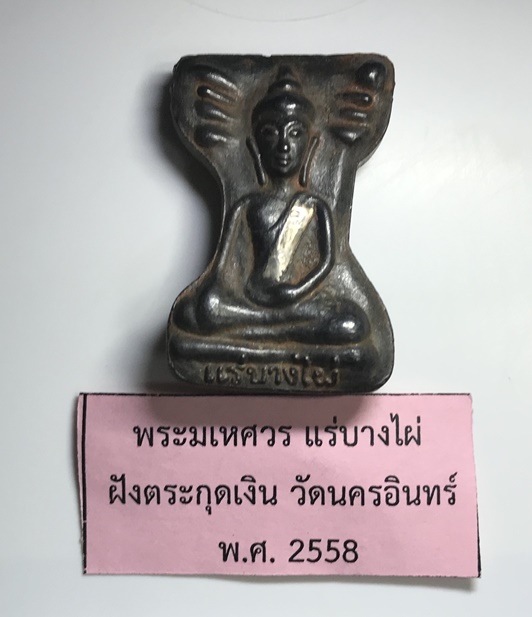 แร่บางไผ่
พระมเหศวร แร่บางไผ่
ฝังตระกุดเงิน วัดนครอินทร์
พ.ศ. 2558